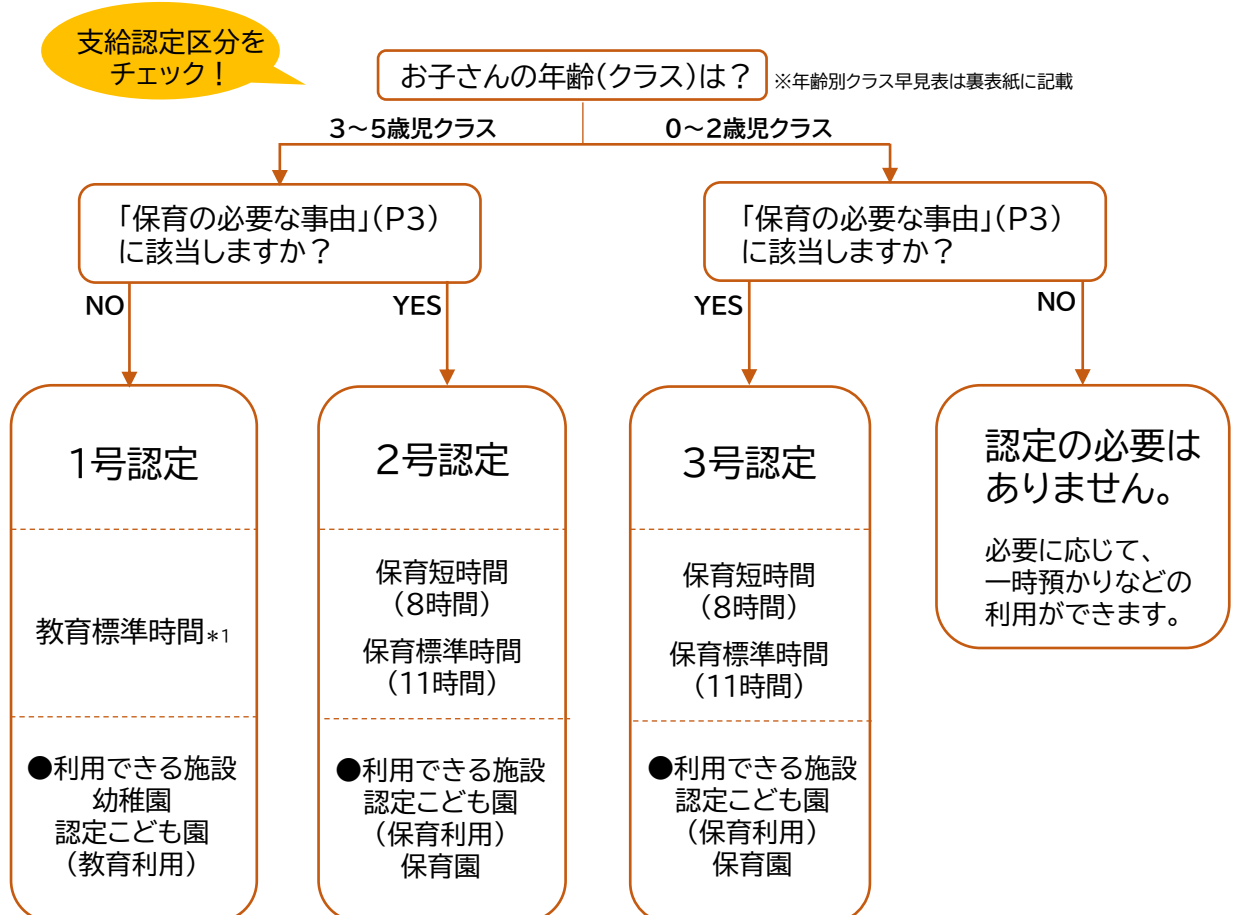 支給認定区分を
チェック！
お子さんの年齢(クラス)は？
※年齢別クラス早見表は裏表紙に記載
3～5歳児クラス
0～2歳児クラス
「保育の必要な事由」(P3)
に該当しますか？
「保育の必要な事由」(P3)
に該当しますか？
NO
YES
YES
NO
1号認定
教育標準時間*1
●利用できる施設
幼稚園
認定こども園
(教育利用)
2号認定
保育短時間
(8時間)
保育標準時間
(11時間)
●利用できる施設
認定こども園
(保育利用)
保育園
3号認定
保育短時間
(8時間)
保育標準時間
(11時間)
●利用できる施設
認定こども園
(保育利用)
保育園
認定の必要は
ありません。
必要に応じて、
一時預かりなどの
利用ができます。